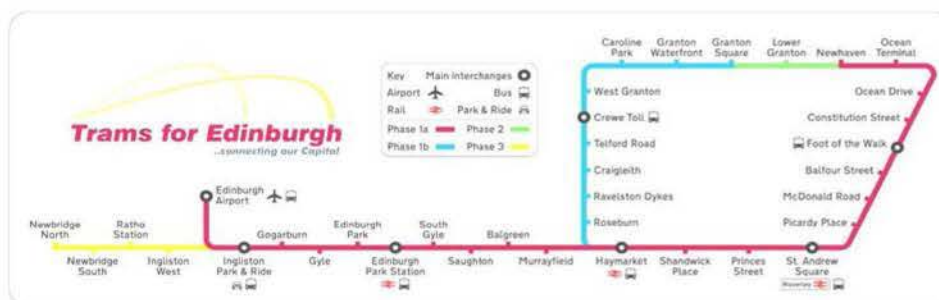 Trams for Edinburgh
...connecting our Capital
Key Main interchanges
Airport Bus
Rail Park & Ride
Phase 1a Phase 2
Phase 1b Phase 3
Caroline
Park
Granton
Waterfront
Granton
Square
Lower
Granton
Newhaven
Ocean
Terminal
West Granton
Crewe Toll
Telford Road
Craigleith
Ravelston Dykes
Roseburn
Ocean Drive
Constitution Street
Foot of the Walk
Balfour Street
McDonald Road
Picardy Place
Edinburgh
Airport
Newbridge
North
Ratho
Station
Gogarburn
Edinburgh
Park
South
Gyle
Balgreen
Newbridge
South
Ingliston
West
Ingliston
Park & Ride
Gyle
Edinburgh
Park Station
Saughton
Murrayfield
Haymarket
Shandwick
Place
Princes
Street
St. Andrew
Square
Waverley